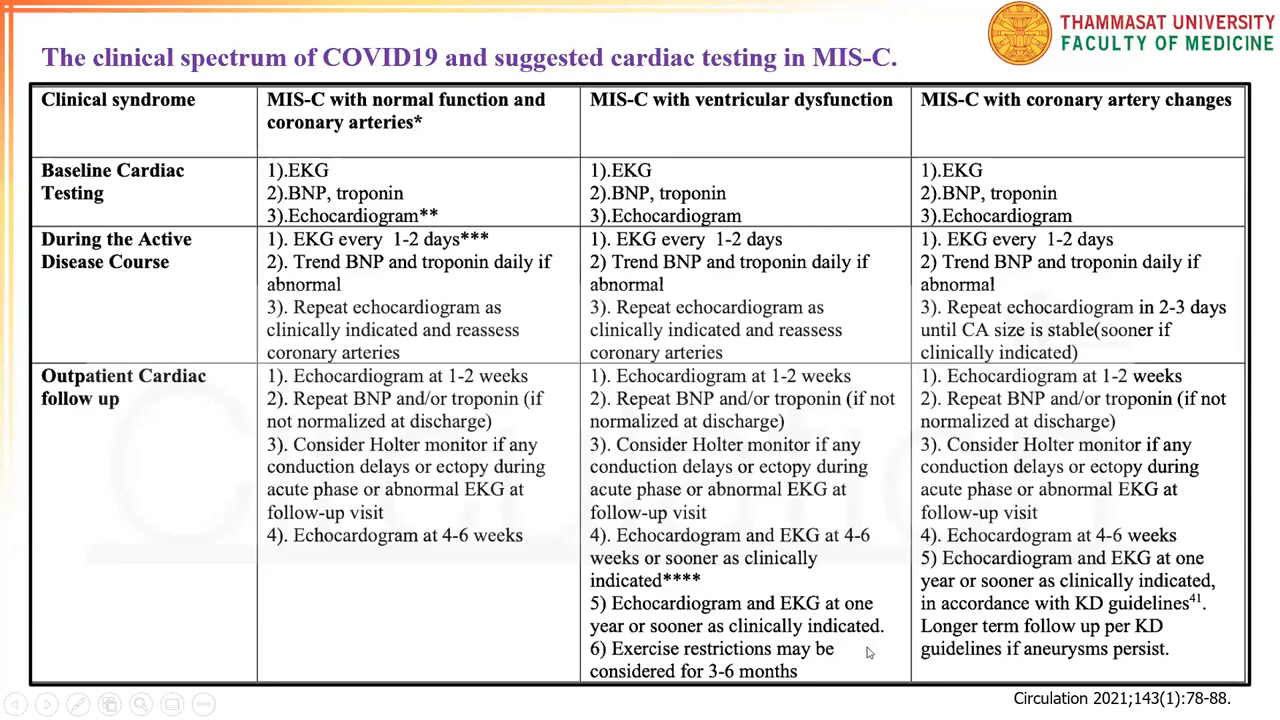 THAMMASAT UNIVERSITY
FACULTY OF MEDICINE
The clinical spectrum of COVID19 and suggested cardiac testing in MIS-C.
Clinical syndrome
MIS-C with normal function and
coronary arteries*
MIS-C with ventricular dysfunction
MIS-C with coronary artery changes
Baseline Cardiac
Testing
1).EKG
2).BNP, troponin
3).Echocardiogram**
1).EKG
2).BNP, troponin
3).Echocardiogram
1).EKG
2).BNP, troponin
3).Echocardiogram
During the Active
Disease Course
1). EKG every 1-2 days***
2). Trend BNP and troponin daily if
abnormal
3). Repeat echocardiogram as
clinically indicated and reassess
coronary arteries
1). EKG every 1-2 days
2) Trend BNP and troponin daily if
abnormal
3). Repeat echocardiogram as
clinically indicated and reassess
coronary arteries
1). EKG every 1-2 days
2) Trend BNP and troponin daily if
abnormal
3). Repeat echocardiogram in 2-3 days
until CA size is stable(sooner if
clinically indicated)
Outpatient Cardiac
follow up
1). Echocardiogram at 1-2 weeks
2). Repeat BNP and/or troponin (if
not normalized at discharge)
3). Consider Holter monitor if any
conduction delays or ectopy during
acute phase or abnormal EKG at
follow-up visit
4). Echocardogram at 4-6 weeks
1). Echocardiogram at 1-2 weeks
2). Repeat BNP and/or troponin (if not
normalized at discharge)
3). Consider Holter monitor if any
conduction delays or ectopy during
acute phase or abnormal EKG at
follow-up visit
4). Echocardiogram and EKG at 4-6
weeks or sooner as clinically
indicated****
5) Echocardiogram and EKG at one
year or sooner as clinically indicated.
6) Exercise restrictions may be
considered for 3-6 months
1). Echocardiogram at 1-2 weeks
2). Repeat BNP and/or troponin (if not
normalized at discharge)
3). Consider Holter monitor if any
conduction delays or ectopy during
acute phase or abnormal EKG at
follow-up visit
4). Echocardogram at 4-6 weeks
5) Echocardiogram and EKG at one
year or sooner as clinically indicated,
in accordance with KD guidelines⁴¹.
Longer term follow up per KD
guidelines if aneurysms persist.
Circulation 2021;143(1):78-88.